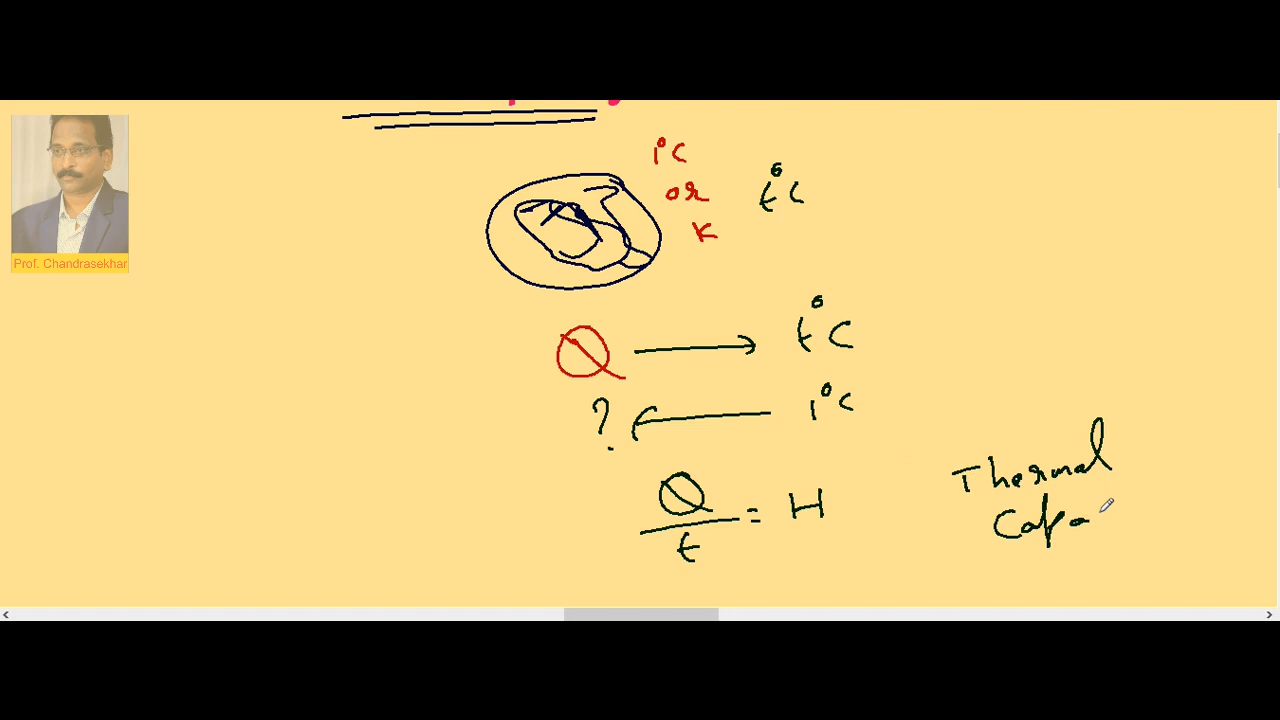 1°C
or
K
t°C
Prof. Chandrasekhar
Q → t°C
? ← 1°C
Q/t = H
Thermal
Capa